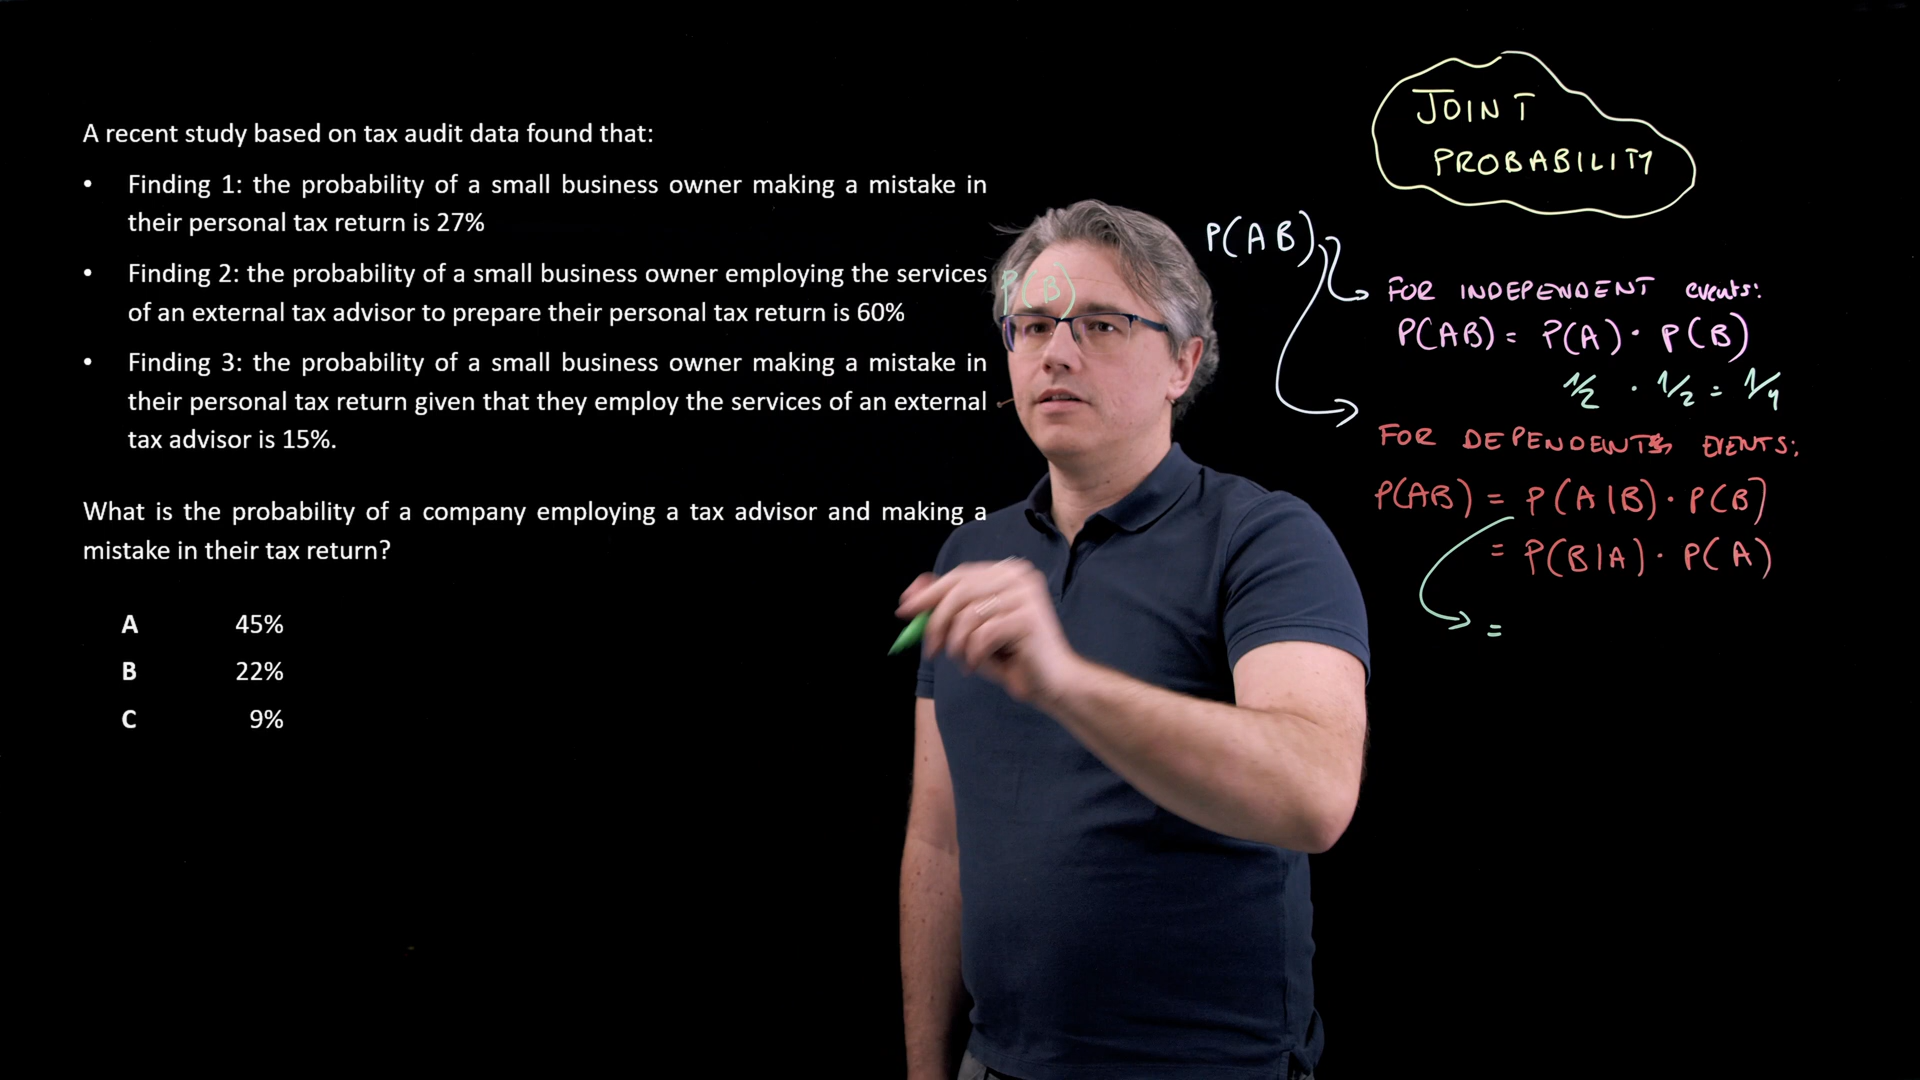 A recent study based on tax audit data found that:
• Finding 1: the probability of a small business owner making a mistake in
their personal tax return is 27%
• Finding 2: the probability of a small business owner employing the services
of an external tax advisor to prepare their personal tax return is 60%
• Finding 3: the probability of a small business owner making a mistake in
their personal tax return given that they employ the services of an external
tax advisor is 15%.
What is the probability of a company employing a tax advisor and making a
mistake in their tax return?
A 45%
B 22%
C 9%
P(B)
JOINT
PROBABILITY
P(AB)
FOR INDEPENDENT events:
P(AB) = P(A) · P(B)
1/2 · 1/2 = 1/4
FOR DEPENDENT EVENTS:
P(AB) = P(A|B) · P(B)
= P(B|A) · P(A)
=